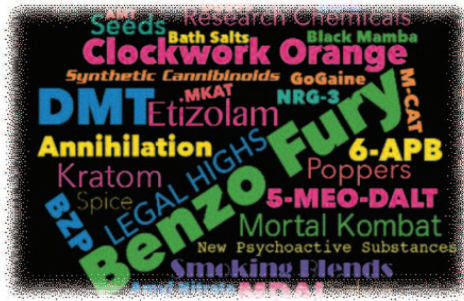 Research Chemicals
Seeds
Bath Salts
Black Mamba
Clockwork Orange
Synthetic Cannibinoids
GoGaine
M-CAT
DMT
MKAT
NRG-3
Etizolam
Benzo Fury
Annihilation
6-APB
LEGAL HIGHS
Kratom
Poppers
Spice
5-MEO-DALT
BZP
Mortal Kombat
New Psychoactive Substances
Smoking Blends